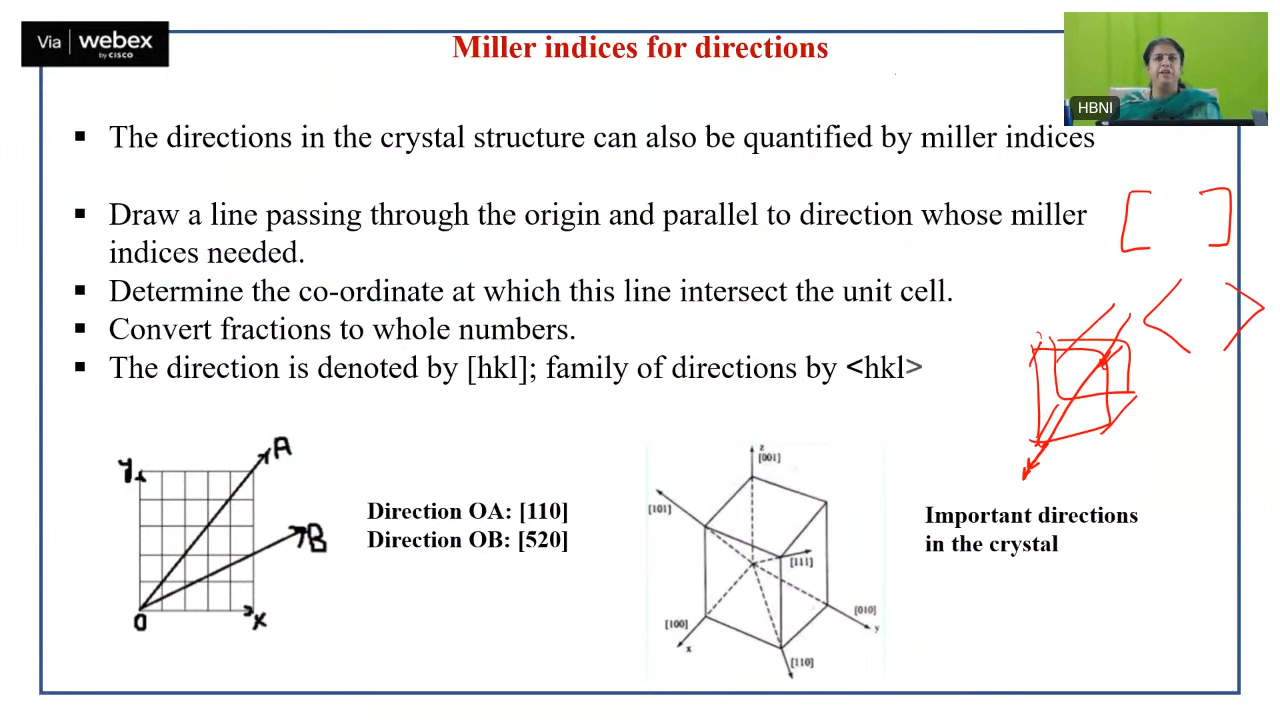 Via webex
by CISCO
Miller indices for directions
HBNI
The directions in the crystal structure can also be quantified by miller indices
Draw a line passing through the origin and parallel to direction whose miller
indices needed.
Determine the co-ordinate at which this line intersect the unit cell.
Convert fractions to whole numbers.
The direction is denoted by [hkl]; family of directions by <hkl>
[ ]
< >
Y
A
B
O
X
Direction OA: [110]
Direction OB: [520]
z
[001]
[101]
[111]
[010]
y
[100]
x
[110]
Important directions
in the crystal